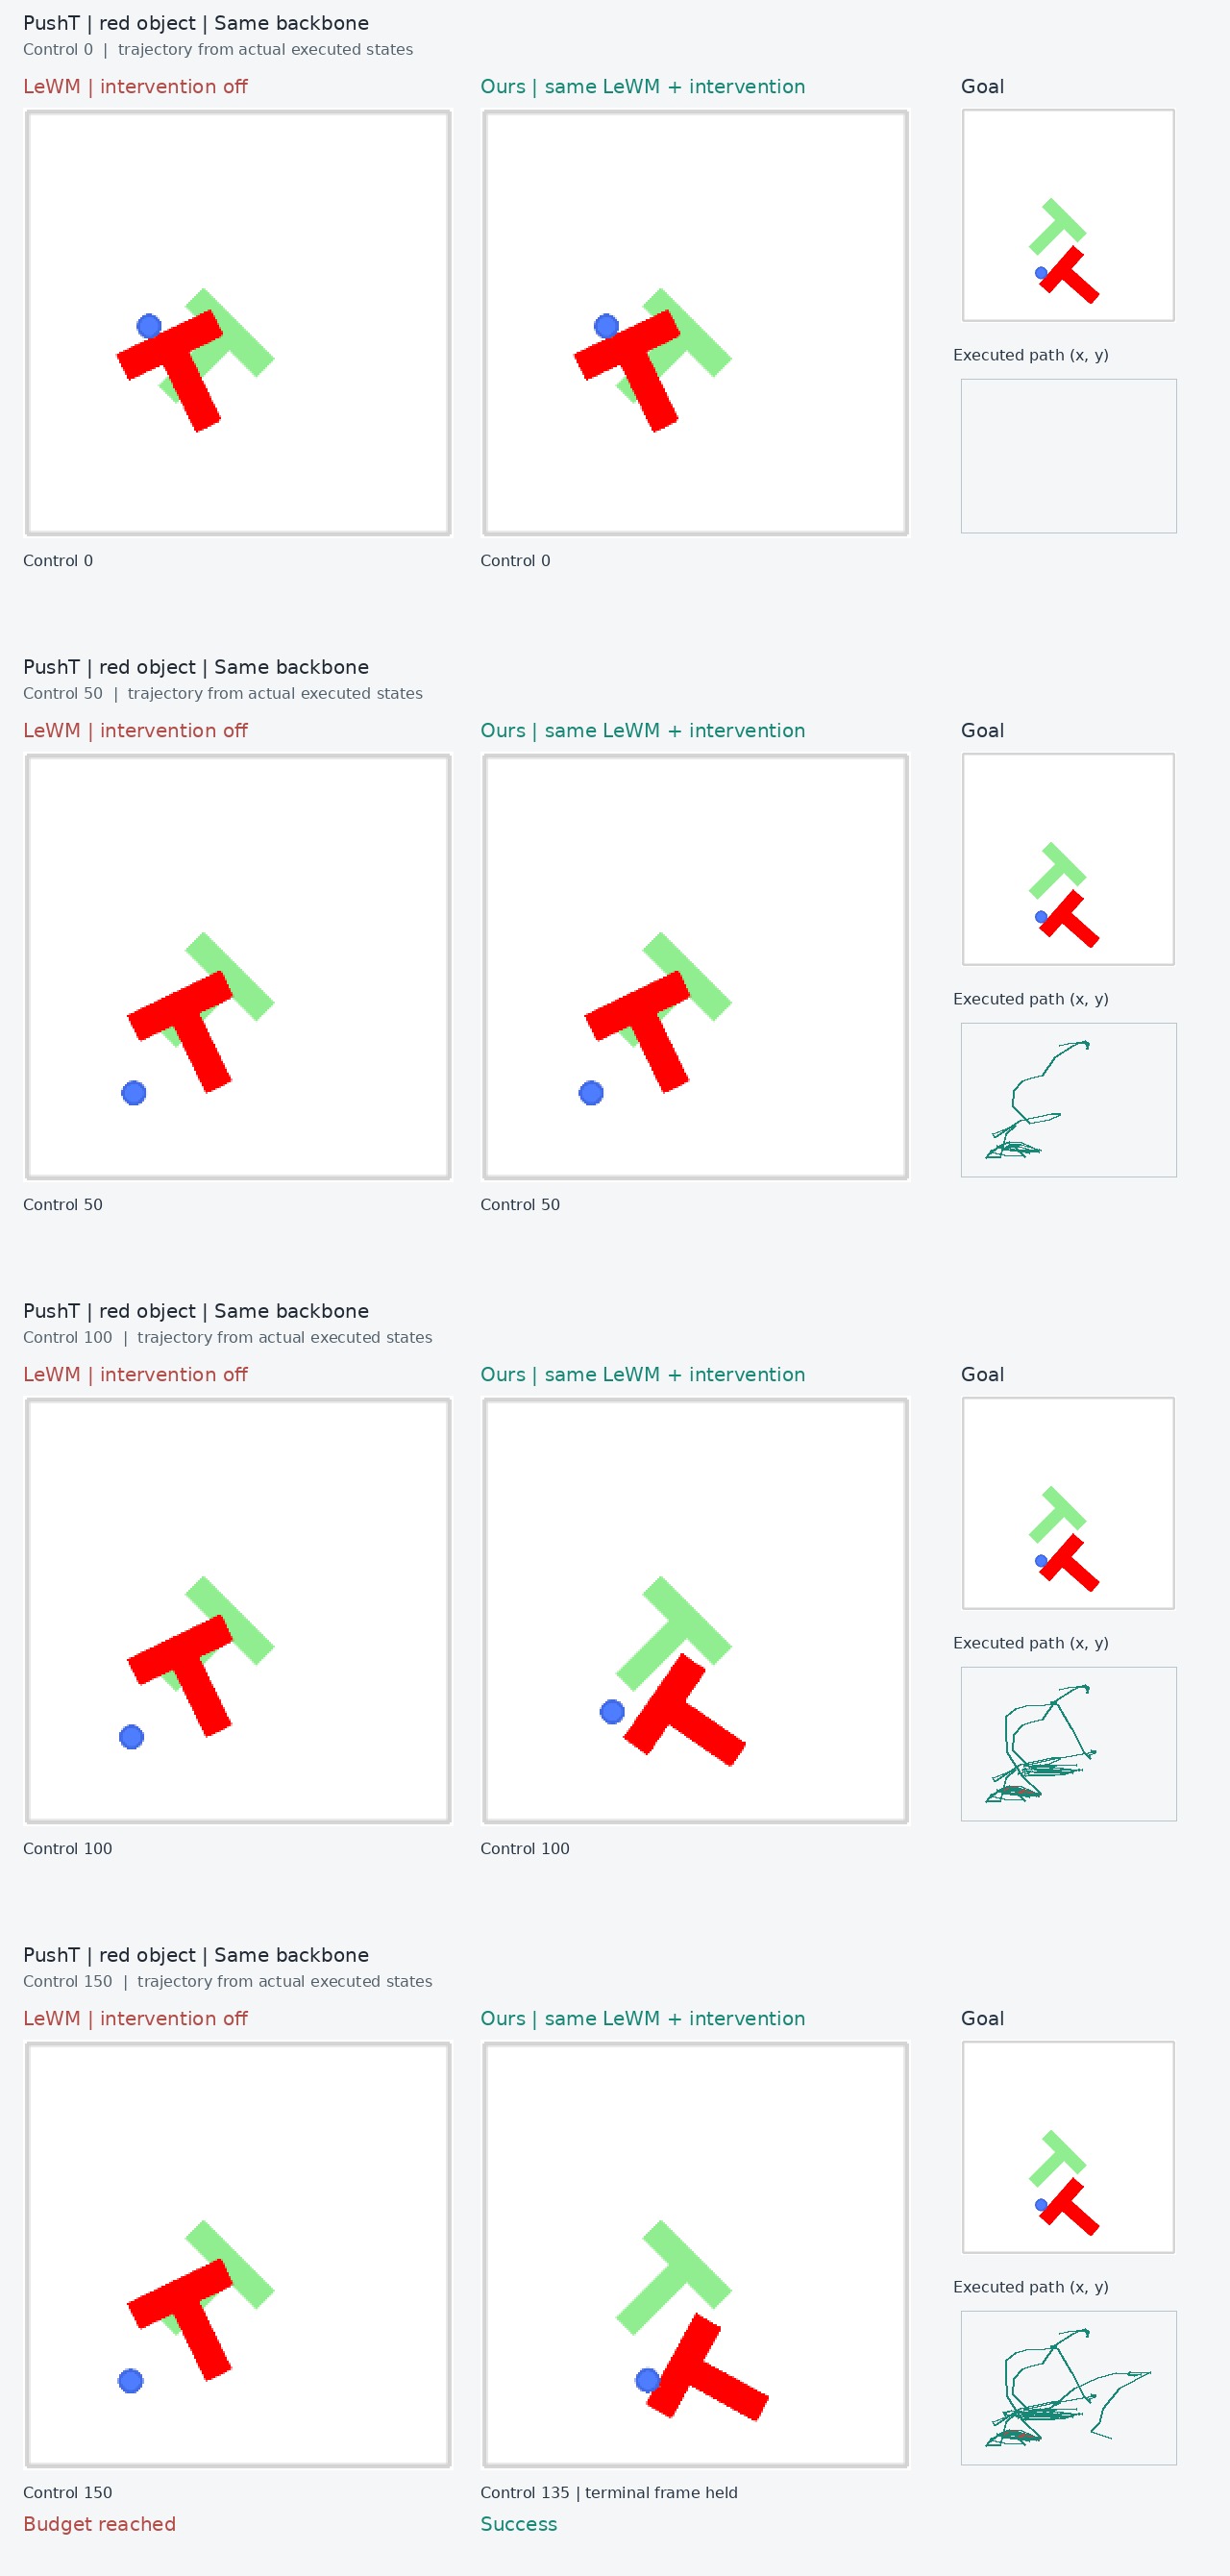 PushT | red object | Same backbone
Control 0 | trajectory from actual executed states
LeWM | intervention off
Ours | same LeWM + intervention
Goal
Executed path (x, y)
Control 0
Control 0
PushT | red object | Same backbone
Control 50 | trajectory from actual executed states
LeWM | intervention off
Ours | same LeWM + intervention
Goal
Executed path (x, y)
Control 50
Control 50
PushT | red object | Same backbone
Control 100 | trajectory from actual executed states
LeWM | intervention off
Ours | same LeWM + intervention
Goal
Executed path (x, y)
Control 100
Control 100
PushT | red object | Same backbone
Control 150 | trajectory from actual executed states
LeWM | intervention off
Ours | same LeWM + intervention
Goal
Executed path (x, y)
Control 150
Control 135 | terminal frame held
Budget reached
Success